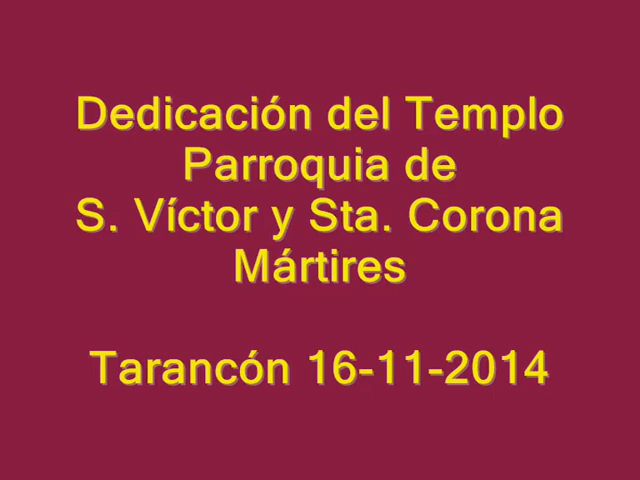 Dedicación del Templo
Parroquia de
S. Víctor y Sta. Corona
Mártires
Tarancón 16-11-2014